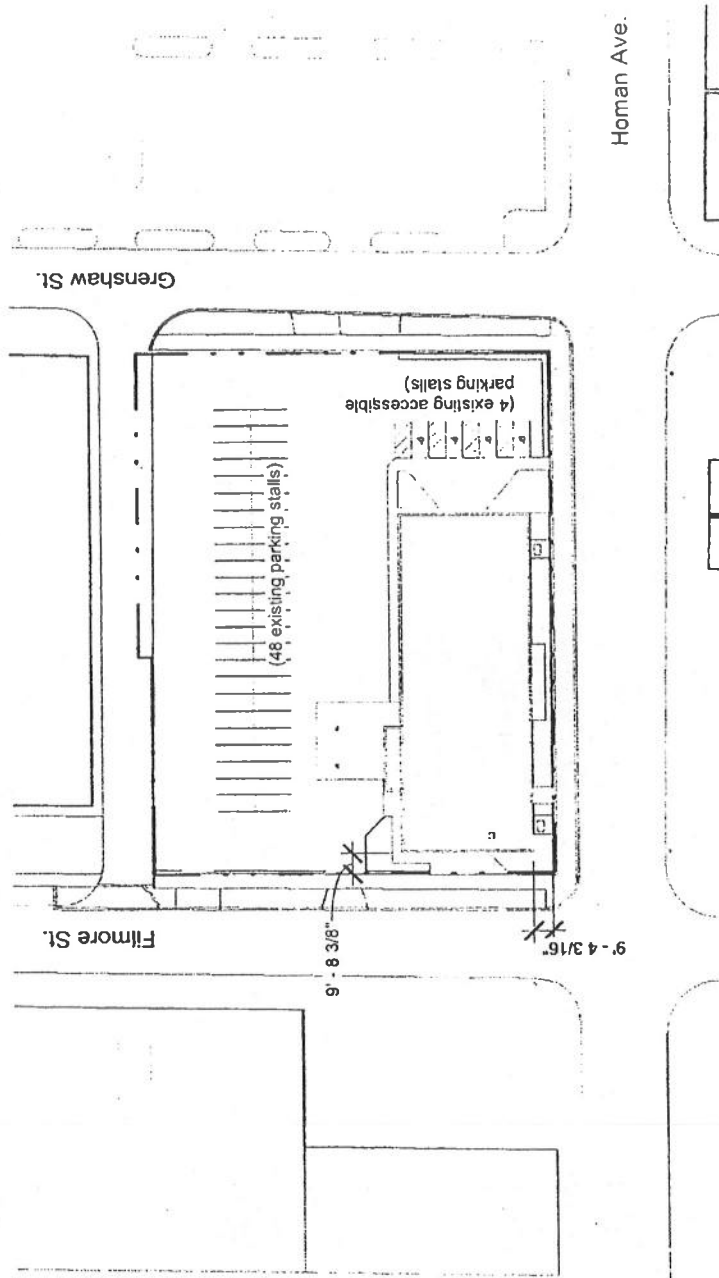 Homan Ave.
Grenshaw St.
(4 existing accessible
parking stalls)
(48 existing parking stalls)
Filmore St.
9' - 8 3/8"
9' - 4 3/16"